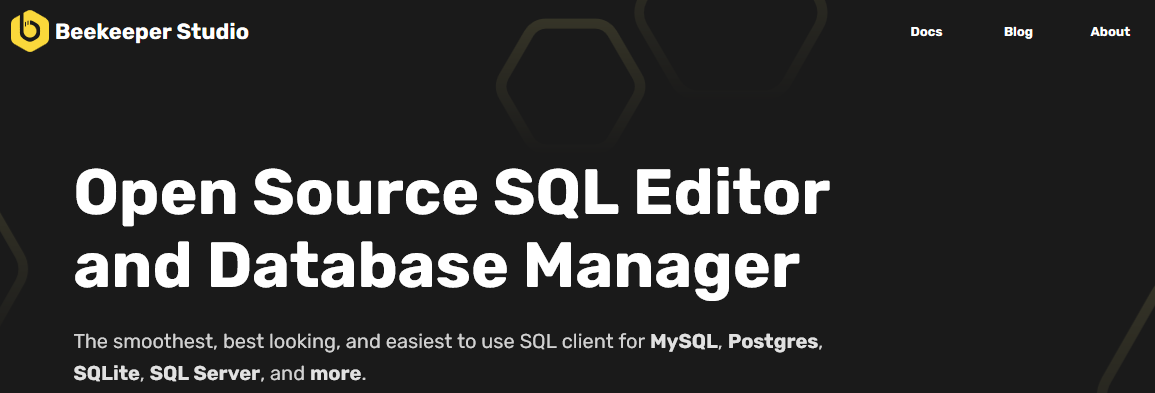 Beekeeper Studio
Docs
Blog
About
Open Source SQL Editor
and Database Manager
The smoothest, best looking, and easiest to use SQL client for MySQL, Postgres,
SQLite, SQL Server, and more.